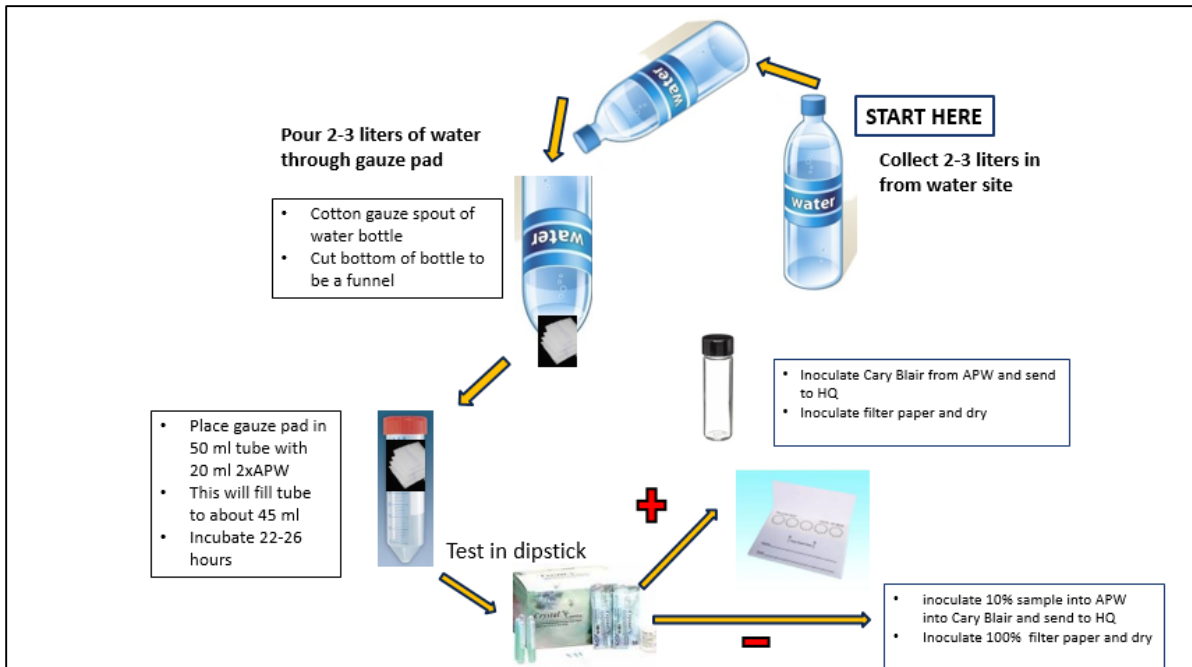 START HERE
Collect 2-3 liters in
from water site
water
water
Pour 2-3 liters of water
through gauze pad
• Cotton gauze spout of
water bottle
• Cut bottom of bottle to
be a funnel
water
• Place gauze pad in
50 ml tube with
20 ml 2xAPW
• This will fill tube
to about 45 ml
• Incubate 22-26
hours
Test in dipstick
Crystal V
+
• Inoculate Cary Blair from APW and send
to HQ
• Inoculate filter paper and dry
-
• inoculate 10% sample into APW
into Cary Blair and send to HQ
• Inoculate 100% filter paper and dry